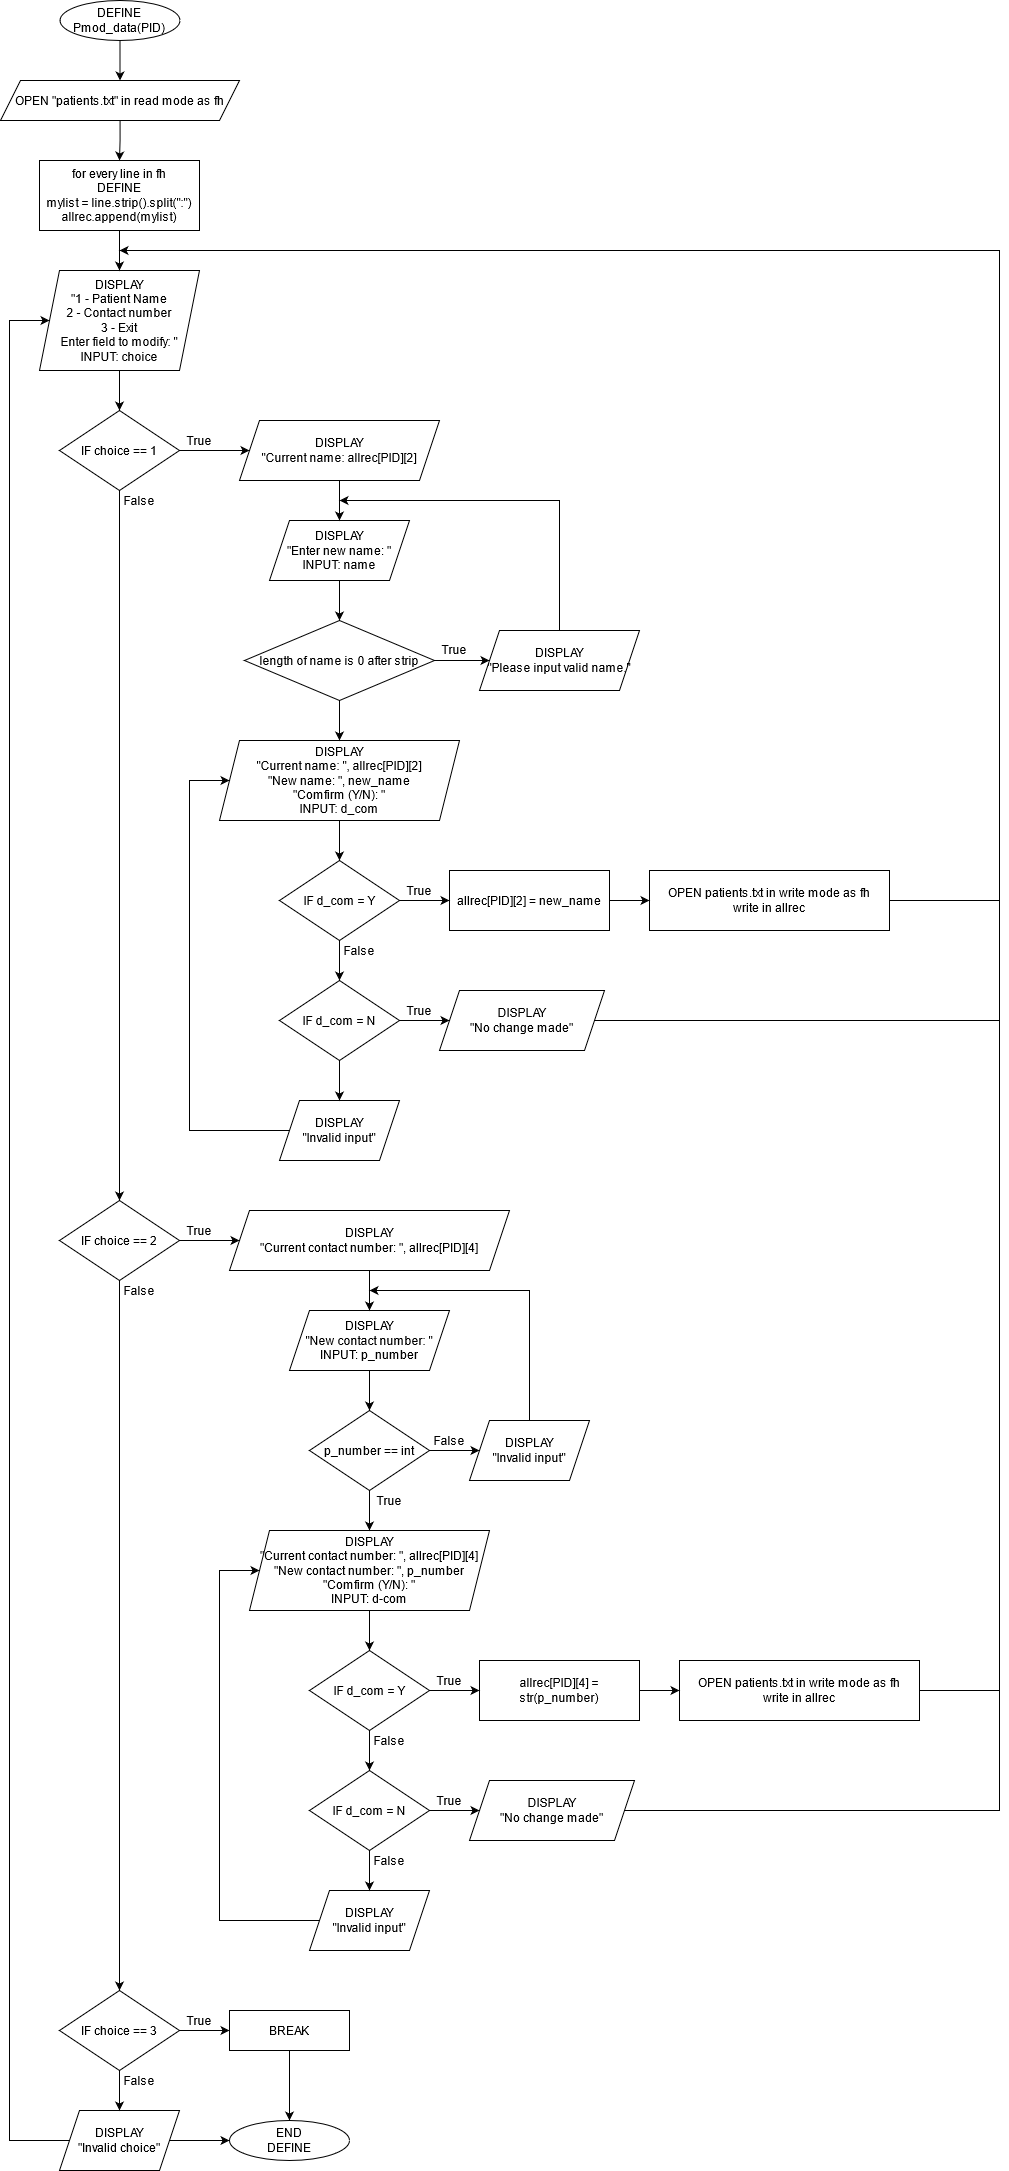 DEFINE
Pmod_data(PID)
OPEN "patients.txt" in read mode as fh
for every line in fh
DEFINE
mylist = line.strip().split(":")
allrec.append(mylist)
DISPLAY
"1 - Patient Name
2 - Contact number
3 - Exit
Enter field to modify: "
INPUT: choice
IF choice == 1
True
False
DISPLAY
"Current name: allrec[PID][2]
DISPLAY
"Enter new name: "
INPUT: name
length of name is 0 after strip
True
DISPLAY
"Please input valid name."
DISPLAY
"Current name: ", allrec[PID][2]
"New name: ", new_name
"Comfirm (Y/N): "
INPUT: d_com
IF d_com = Y
True
False
allrec[PID][2] = new_name
OPEN patients.txt in write mode as fh
write in allrec
IF d_com = N
True
DISPLAY
"No change made"
DISPLAY
"Invalid input"
IF choice == 2
True
False
DISPLAY
"Current contact number: ", allrec[PID][4]
DISPLAY
"New contact number: "
INPUT: p_number
p_number == int
False
True
DISPLAY
"Invalid input"
DISPLAY
"Current contact number: ", allrec[PID][4]
"New contact number: ", p_number
"Comfirm (Y/N): "
INPUT: d-com
IF d_com = Y
True
False
allrec[PID][4] =
str(p_number)
OPEN patients.txt in write mode as fh
write in allrec
IF d_com = N
True
False
DISPLAY
"No change made"
DISPLAY
"Invalid input"
IF choice == 3
True
False
BREAK
DISPLAY
"Invalid choice"
END
DEFINE